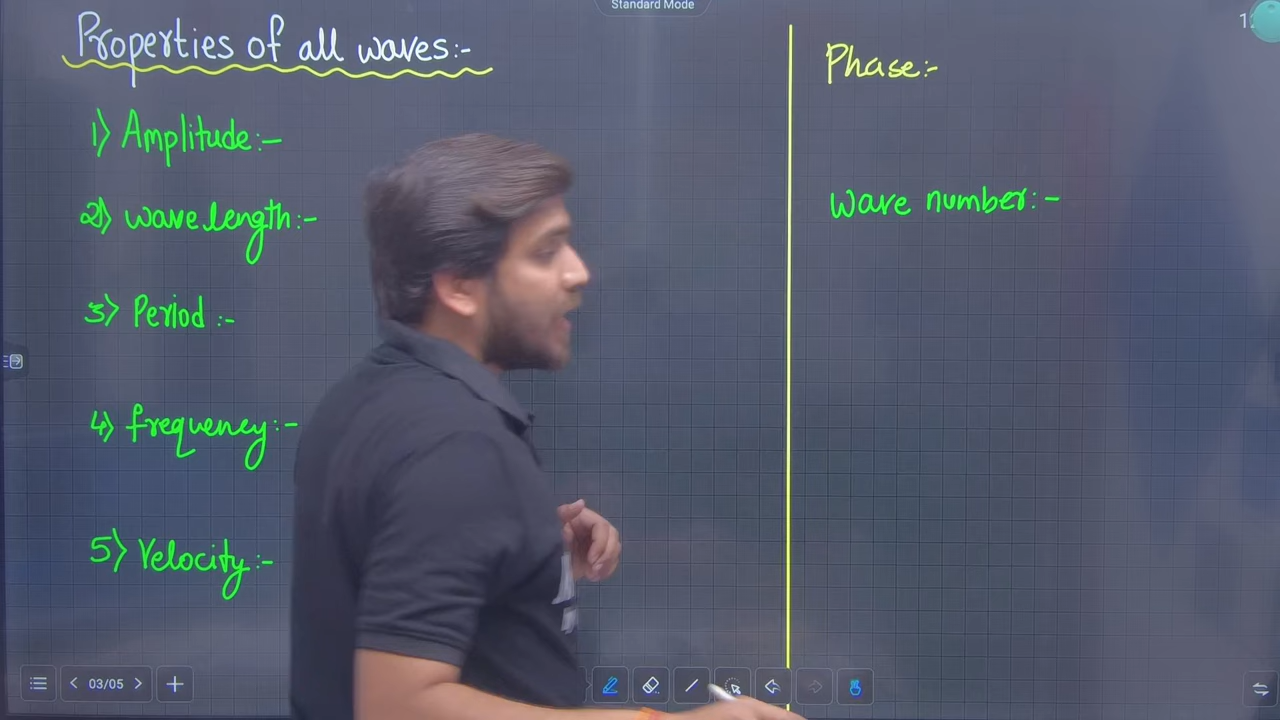 Standard Mode
Properties of all waves:-
1) Amplitude:-
2) wavelength:-
3) Period :-
4) frequency:-
5) Velocity:-
Phase:-
Wave number:-
03/05